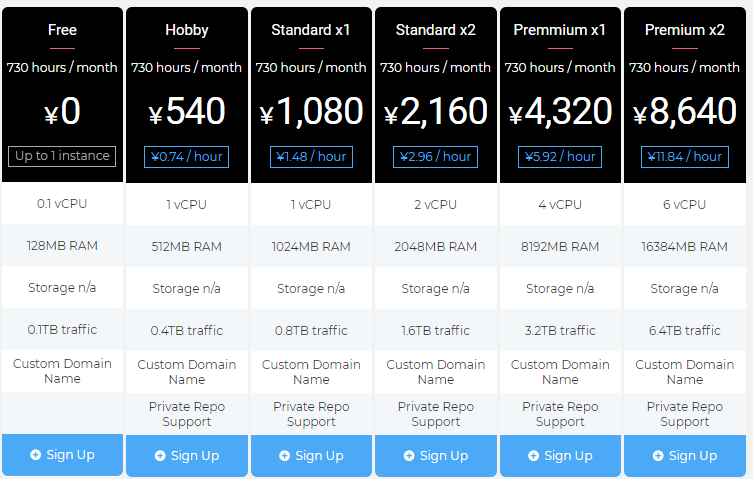 Free
730 hours / month
¥0
Up to 1 instance
0.1 vCPU
128MB RAM
Storage n/a
0.1TB traffic
Custom Domain
Name
Sign Up
Hobby
730 hours / month
¥540
¥0.74 / hour
1 vCPU
512MB RAM
Storage n/a
0.4TB traffic
Custom Domain
Name
Private Repo
Support
Sign Up
Standard x1
730 hours / month
¥1,080
¥1.48 / hour
1 vCPU
1024MB RAM
Storage n/a
0.8TB traffic
Custom Domain
Name
Private Repo
Support
Sign Up
Standard x2
730 hours / month
¥2,160
¥2.96 / hour
2 vCPU
2048MB RAM
Storage n/a
1.6TB traffic
Custom Domain
Name
Private Repo
Support
Sign Up
Premmium x1
730 hours / month
¥4,320
¥5.92 / hour
4 vCPU
8192MB RAM
Storage n/a
3.2TB traffic
Custom Domain
Name
Private Repo
Support
Sign Up
Premium x2
730 hours / month
¥8,640
¥11.84 / hour
6 vCPU
16384MB RAM
Storage n/a
6.4TB traffic
Custom Domain
Name
Private Repo
Support
Sign Up